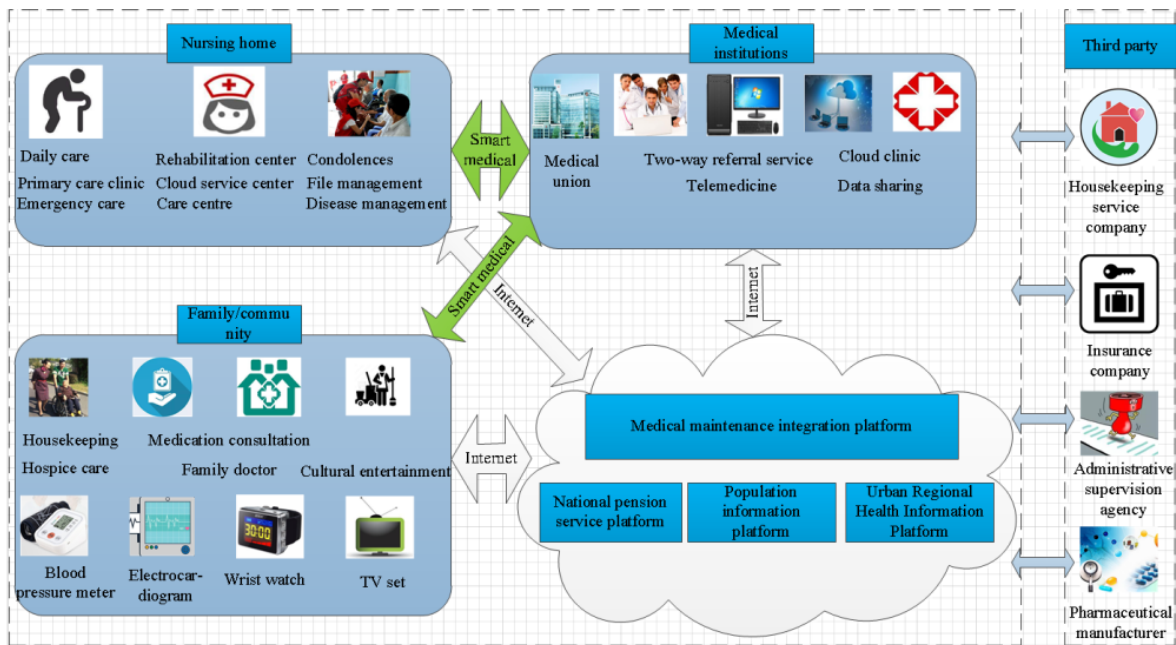 Nursing home
Daily care
Primary care clinic
Emergency care
Rehabilitation center
Cloud service center
Care centre
Condolences
File management
Disease management
Smart
medical
Medical
institutions
Medical
union
Two-way referral service
Telemedicine
Cloud clinic
Data sharing
Smart medical
Internet
Internet
Family/commu
nity
Housekeeping
Medication consultation
Hospice care
Family doctor
Cultural entertainment
30:00
Blood
pressure meter
Electrocar-
diogram
Wrist watch
TV set
Internet
Medical maintenance integration platform
National pension
service platform
Population
information
platform
Urban Regional
Health Information
Platform
Third party
Housekeeping
service
company
Insurance
company
Administrative
supervision
agency
Pharmaceutical
manufacturer